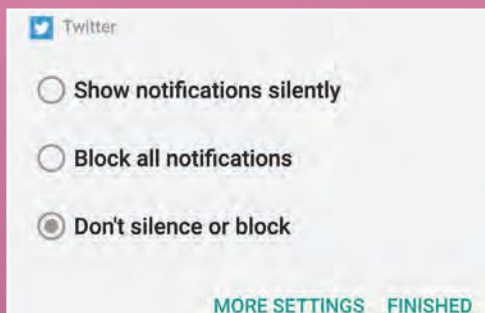 Twitter
Show notifications silently
Block all notifications
Don't silence or block
MORE SETTINGS FINISHED